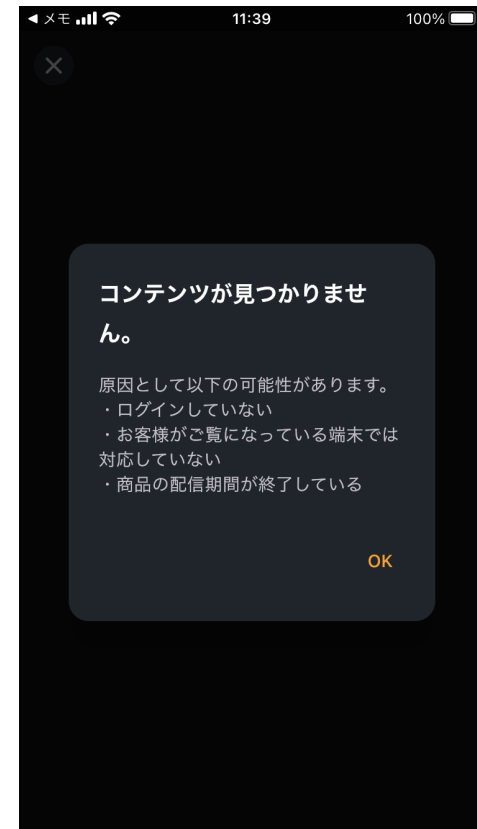 メモ 11:39 100%
コンテンツが見つかりませ
ん。
原因として以下の可能性があります。
・ログインしていない
・お客様がご覧になっている端末では
対応していない
・商品の配信期間が終了している
OK